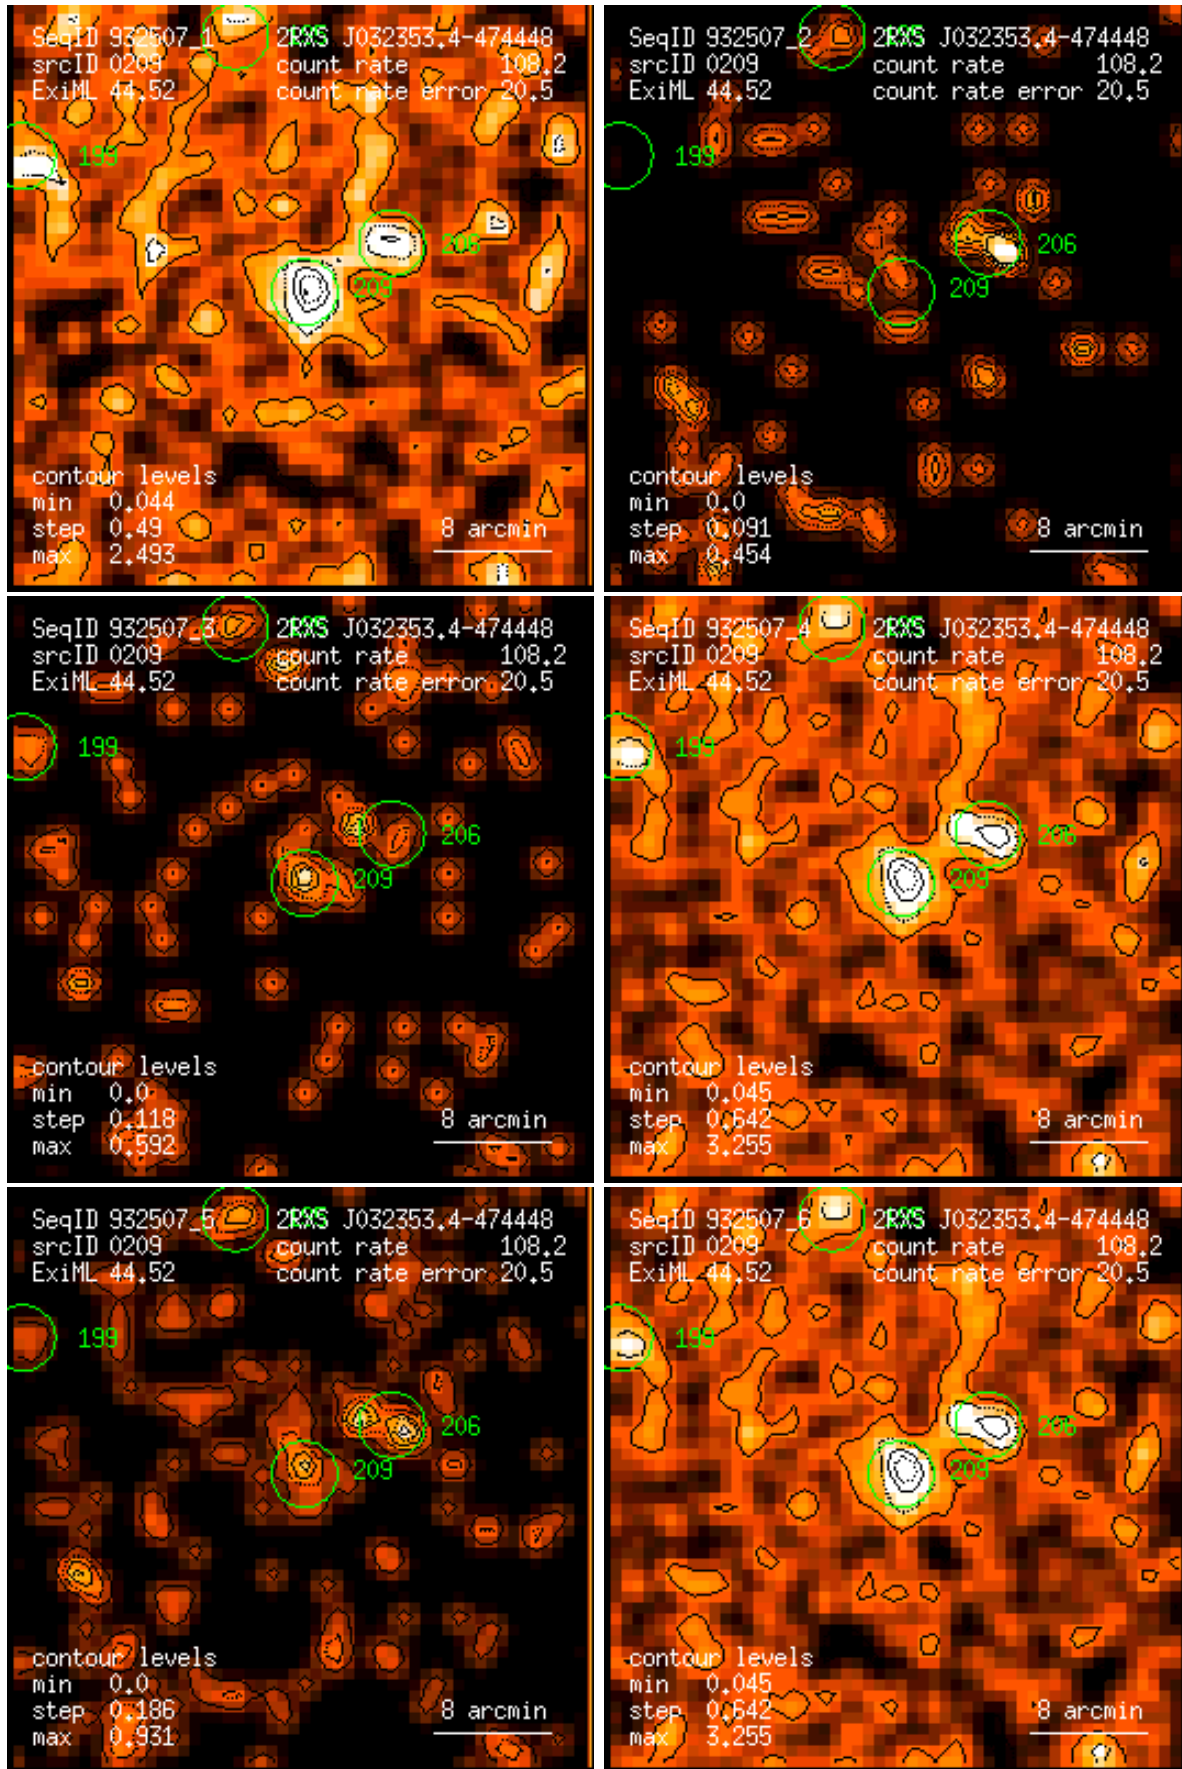 SeqID 932507_1 2RXS J032353.4-474448
srcID 0209 count rate 108.2
ExiML 44.52 count rate error 20.5
199
206
209
contour levels
min 0.044
step 0.49 8 arcmin
max 2.493
SeqID 932507_2 2RXS J032353.4-474448
srcID 0209 count rate 108.2
ExiML 44.52 count rate error 20.5
199
206
209
contour levels
min 0.0
step 0.091 8 arcmin
max 0.454
SeqID 932507_3 2RXS J032353.4-474448
srcID 0209 count rate 108.2
ExiML 44.52 count rate error 20.5
199
206
209
contour levels
min 0.0
step 0.118 8 arcmin
max 0.592
SeqID 932507_4 2RXS J032353.4-474448
srcID 0209 count rate 108.2
ExiML 44.52 count rate error 20.5
199
206
209
contour levels
min 0.045
step 0.642 8 arcmin
max 3.255
SeqID 932507_5 2RXS J032353.4-474448
srcID 0209 count rate 108.2
ExiML 44.52 count rate error 20.5
199
206
209
contour levels
min 0.0
step 0.186 8 arcmin
max 0.931
SeqID 932507_6 2RXS J032353.4-474448
srcID 0209 count rate 108.2
ExiML 44.52 count rate error 20.5
199
206
209
contour levels
min 0.045
step 0.642 8 arcmin
max 3.255